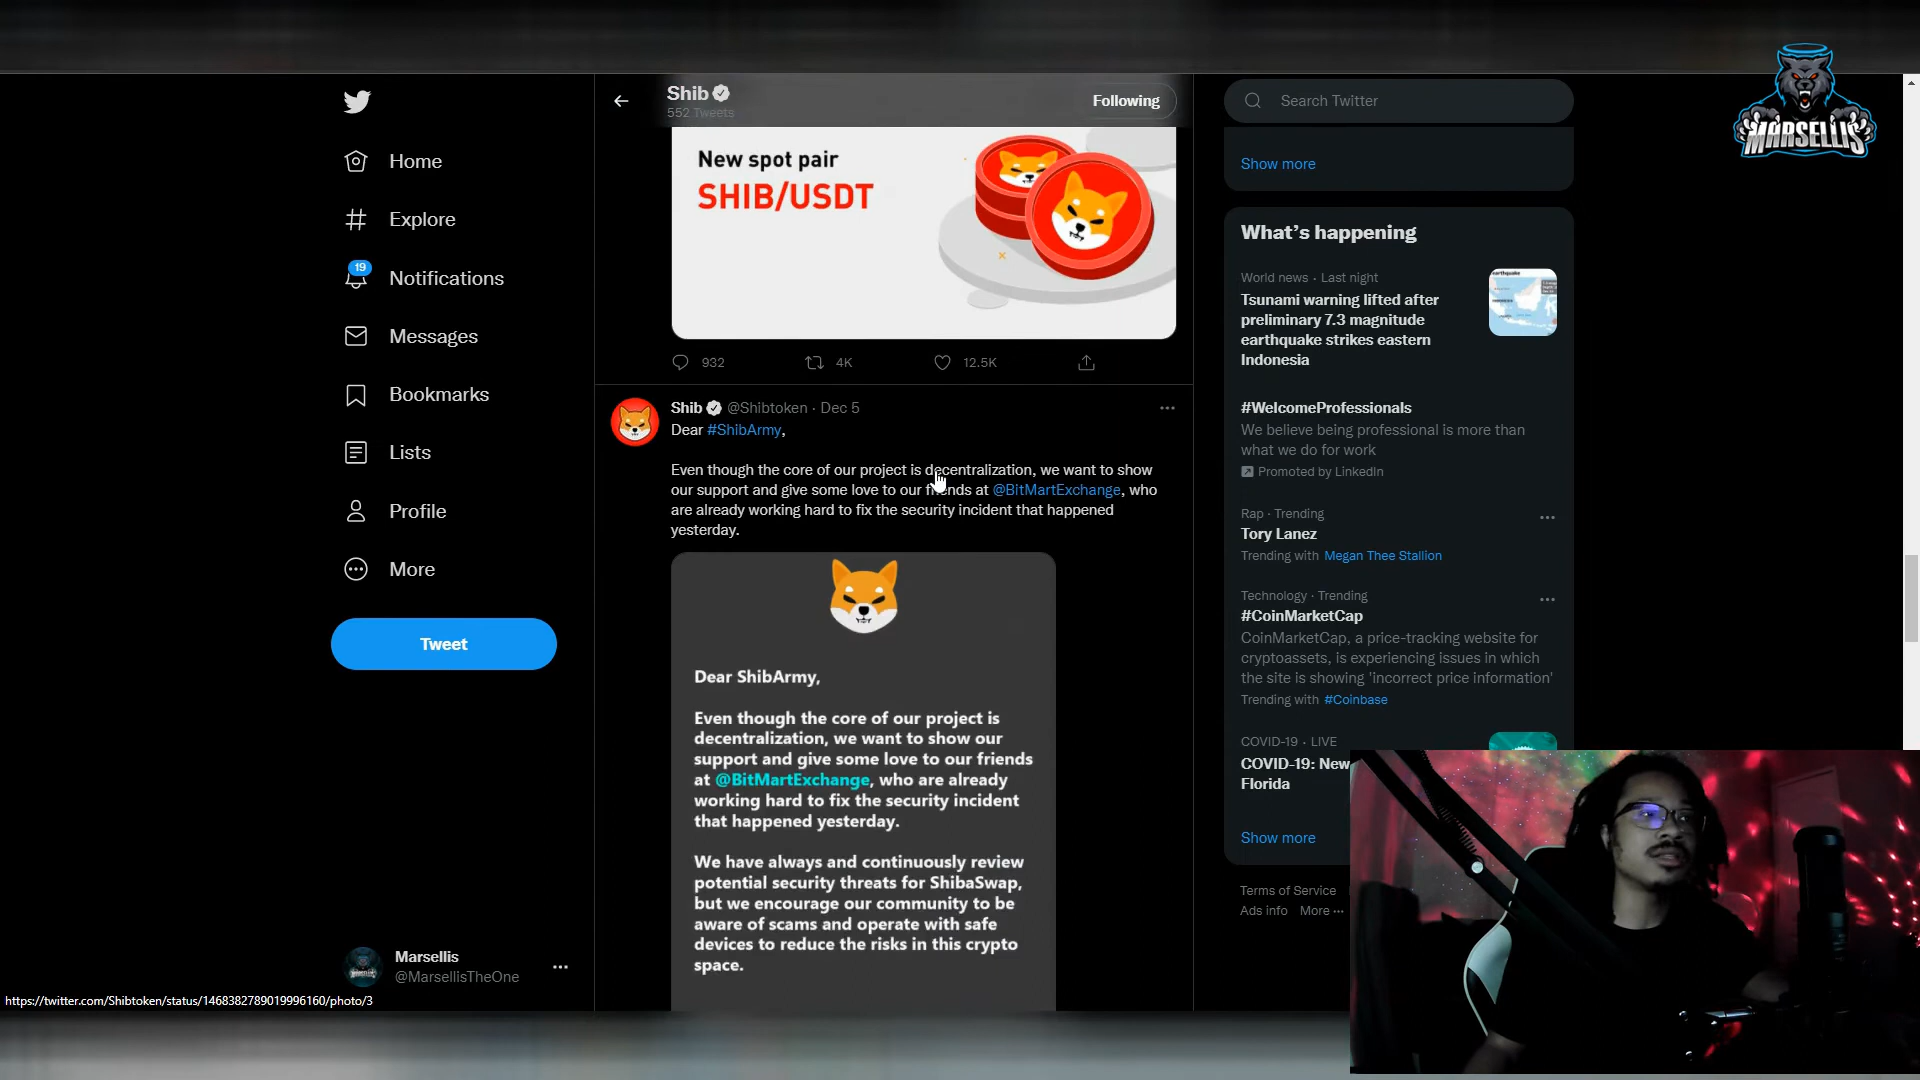 Home
Explore
19
Notifications
Messages
Bookmarks
Lists
Profile
More
Tweet
Marsellis
@MarsellisTheOne
https://twitter.com/Shibtoken/status/1468382789019996160/photo/3
Shib
552 Tweets
Following
New spot pair
SHIB/USDT
932
4K
12.5K
Shib @Shibtoken · Dec 5
Dear #ShibArmy,
Even though the core of our project is decentralization, we want to show
our support and give some love to our friends at @BitMartExchange, who
are already working hard to fix the security incident that happened
yesterday.
Dear ShibArmy,
Even though the core of our project is
decentralization, we want to show our
support and give some love to our friends
at @BitMartExchange, who are already
working hard to fix the security incident
that happened yesterday.
We have always and continuously review
potential security threats for ShibaSwap,
but we encourage our community to be
aware of scams and operate with safe
devices to reduce the risks in this crypto
space.
Search Twitter
Show more
What's happening
World news · Last night
Tsunami warning lifted after
preliminary 7.3 magnitude
earthquake strikes eastern
Indonesia
#WelcomeProfessionals
We believe being professional is more than
what we do for work
Promoted by LinkedIn
Rap · Trending
Tory Lanez
Trending with Megan Thee Stallion
Technology · Trending
#CoinMarketCap
CoinMarketCap, a price-tracking website for
cryptoassets, is experiencing issues in which
the site is showing 'incorrect price information'
Trending with #Coinbase
COVID-19 · LIVE
COVID-19: New
Florida
Show more
Terms of Service
Ads info More ···
MARSELLIS